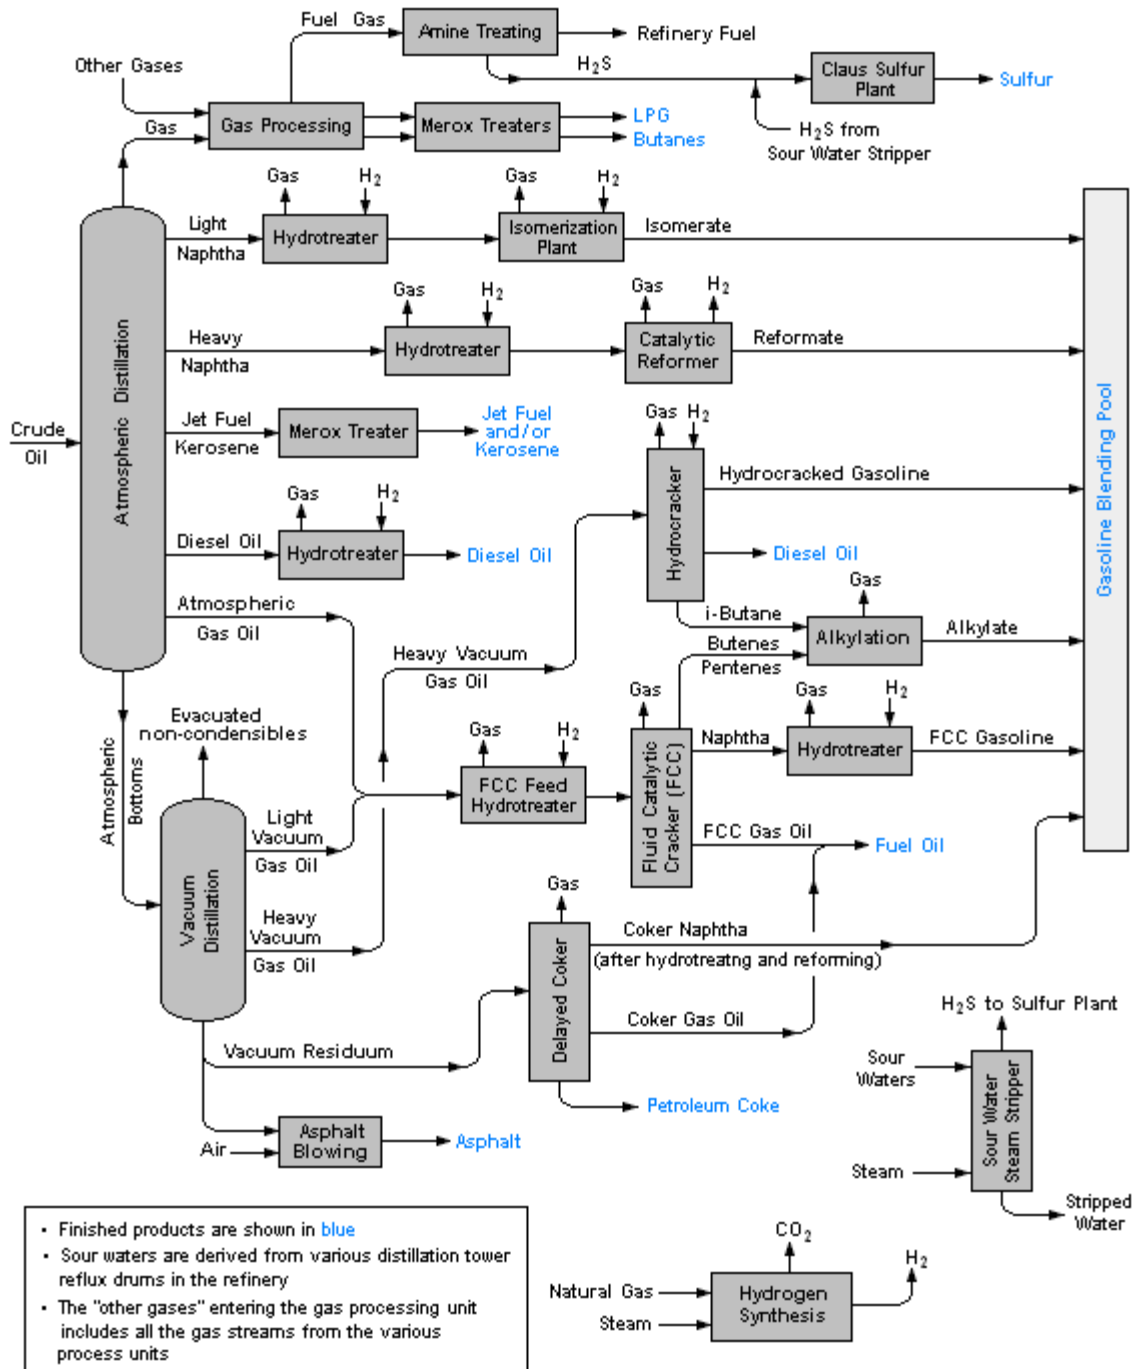 Fuel Gas
Amine Treating
Refinery Fuel
H2S
Other Gases
Claus Sulfur
Plant
Sulfur
Gas
Gas Processing
Merox Treaters
LPG
Butanes
H2S from
Sour Water Stripper
Gas
H2
Gas
H2
Light
Naphtha
Hydrotreater
Isomerization
Plant
Isomerate
Gas
H2
Gas
H2
Heavy
Naphtha
Hydrotreater
Catalytic
Reformer
Reformate
Atmospheric Distillation
Gasoline Blending Pool
Crude
Oil
Jet Fuel
Kerosene
Merox Treater
Jet Fuel
and/or
Kerosene
Gas
H2
Hydrocracker
Hydrocracked Gasoline
Diesel Oil
Gas
H2
Diesel Oil
Hydrotreater
Diesel Oil
Gas
i-Butane
Alkylation
Alkylate
Butenes
Pentenes
Atmospheric
Gas Oil
Heavy Vacuum
Gas Oil
Evacuated
non-condensibles
Atmospheric
Bottoms
Gas
H2
FCC Feed
Hydrotreater
Gas
Fluid Catalytic
Cracker (FCC)
Naphtha
Gas
H2
Hydrotreater
FCC Gasoline
FCC Gas Oil
Fuel Oil
Light
Vacuum
Gas Oil
Vacuum
Distillation
Heavy
Vacuum
Gas Oil
Gas
Delayed Coker
Coker Naphtha
(after hydrotreatng and reforming)
Coker Gas Oil
Petroleum Coke
Vacuum Residuum
Air
Asphalt
Blowing
Asphalt
H2S to Sulfur Plant
Sour
Waters
Sour Water
Steam Stripper
Steam
Stripped
Water
• Finished products are shown in blue
• Sour waters are derived from various distillation tower
reflux drums in the refinery
• The "other gases" entering the gas processing unit
includes all the gas streams from the various
process units
CO2
H2
Natural Gas
Steam
Hydrogen
Synthesis